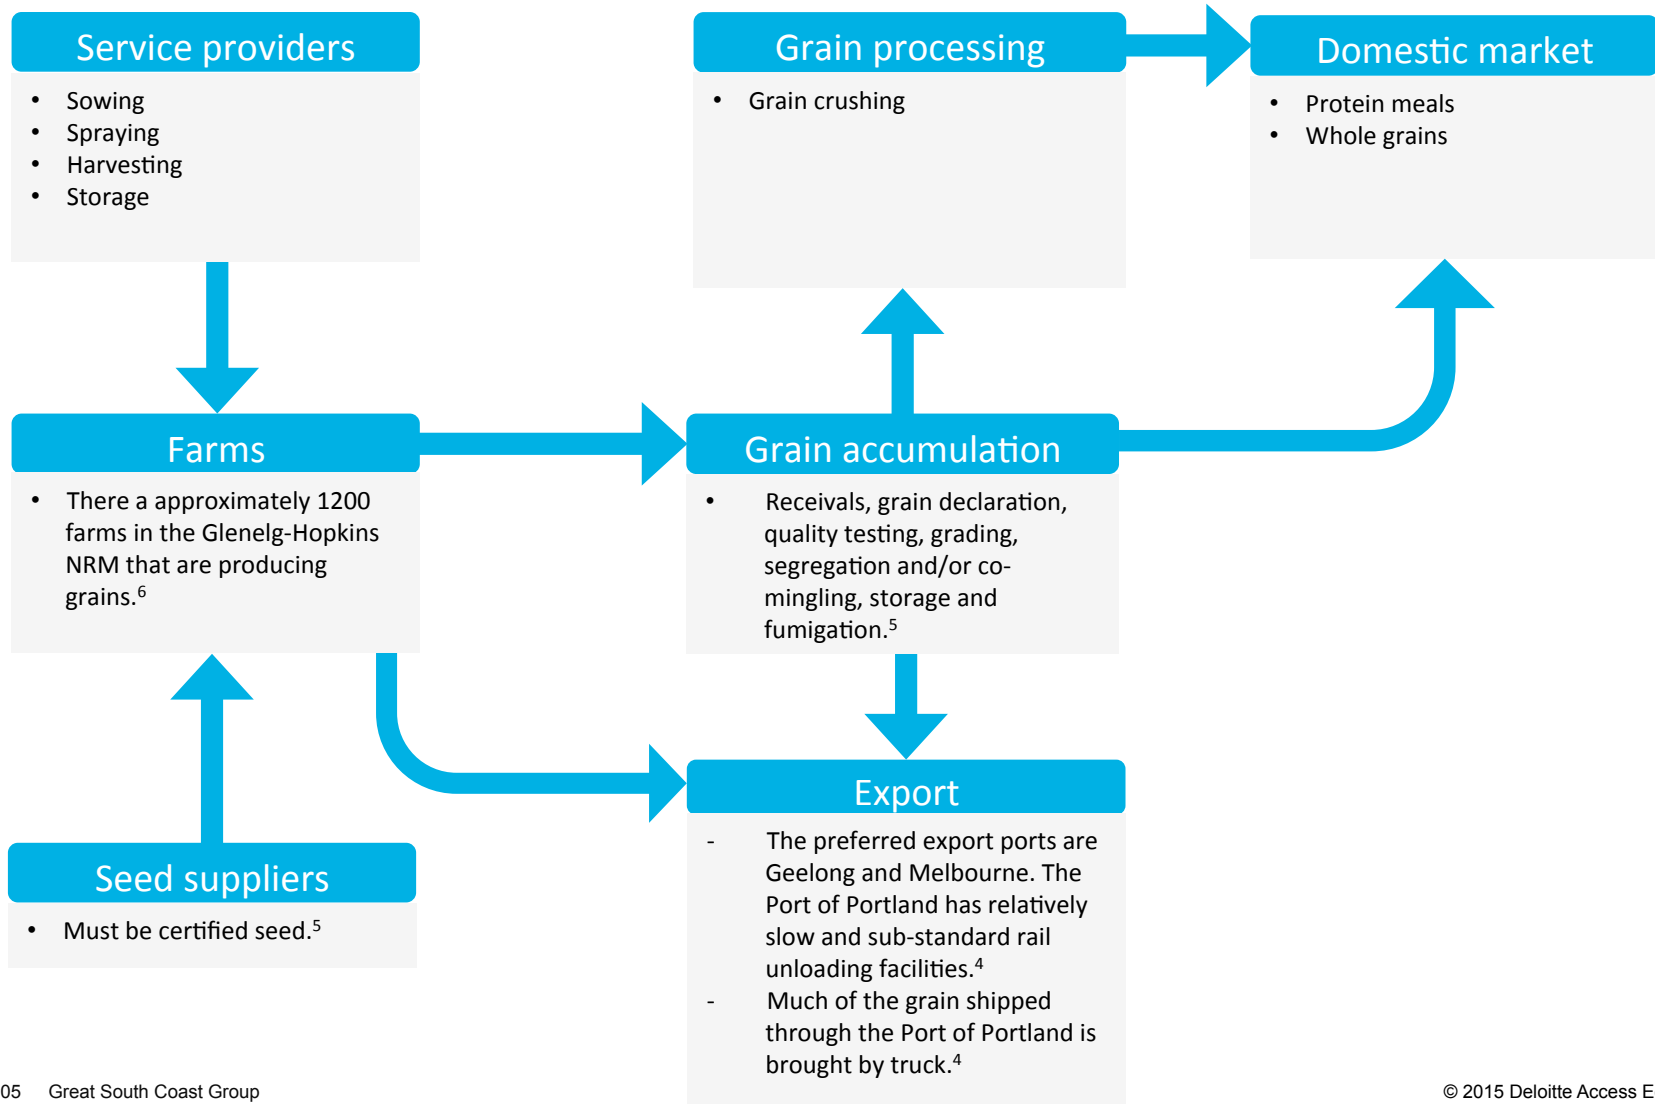 Service providers
• Sowing
• Spraying
• Harvesting
• Storage
Grain processing
• Grain crushing
Domestic market
• Protein meals
• Whole grains
Farms
• There a approximately 1200
farms in the Glenelg-Hopkins
NRM that are producing
grains.⁶
Grain accumulation
• Receivals, grain declaration,
quality testing, grading,
segregation and/or co-
mingling, storage and
fumigation.⁵
Seed suppliers
• Must be certified seed.⁵
Export
- The preferred export ports are
Geelong and Melbourne. The
Port of Portland has relatively
slow and sub-standard rail
unloading facilities.⁴
- Much of the grain shipped
through the Port of Portland is
brought by truck.⁴
05 Great South Coast Group
© 2015 Deloitte Access E